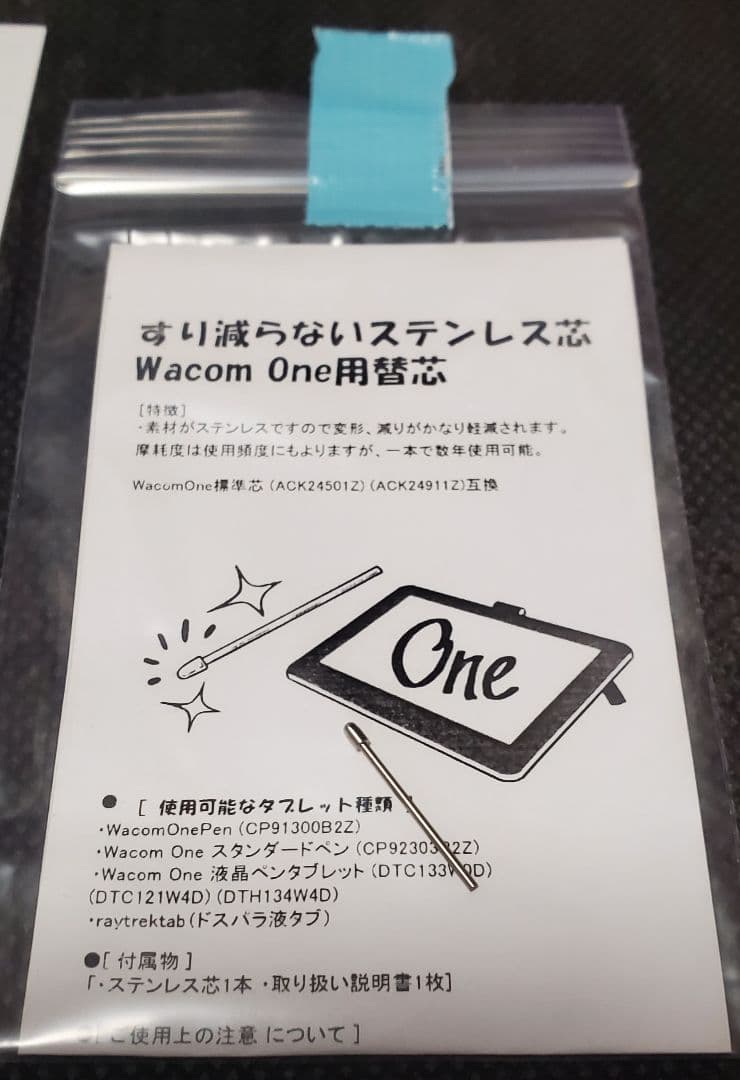 すり減らないステンレス芯
Wacom One用替芯
[特徴]
・素材がステンレスですので変形、減りがかなり軽減されます。
摩耗度は使用頻度にもよりますが、一本で数年使用可能。
WacomOne標準芯 (ACK24501Z) (ACK24911Z)互換
One
● [ 使用可能なタブレット種類 ]
・WacomOnePen (CP91300B2Z)
・Wacom One スタンダードペン (CP92303B2Z)
・Wacom One 液晶ペンタブレット (DTC133W0D)
(DTC121W4D) (DTH134W4D)
・raytrektab(ドスパラ液タブ)
●[ 付属物 ]
「・ステンレス芯1本 ・取り扱い説明書1枚]
●[ ご使用上の注意 について ]